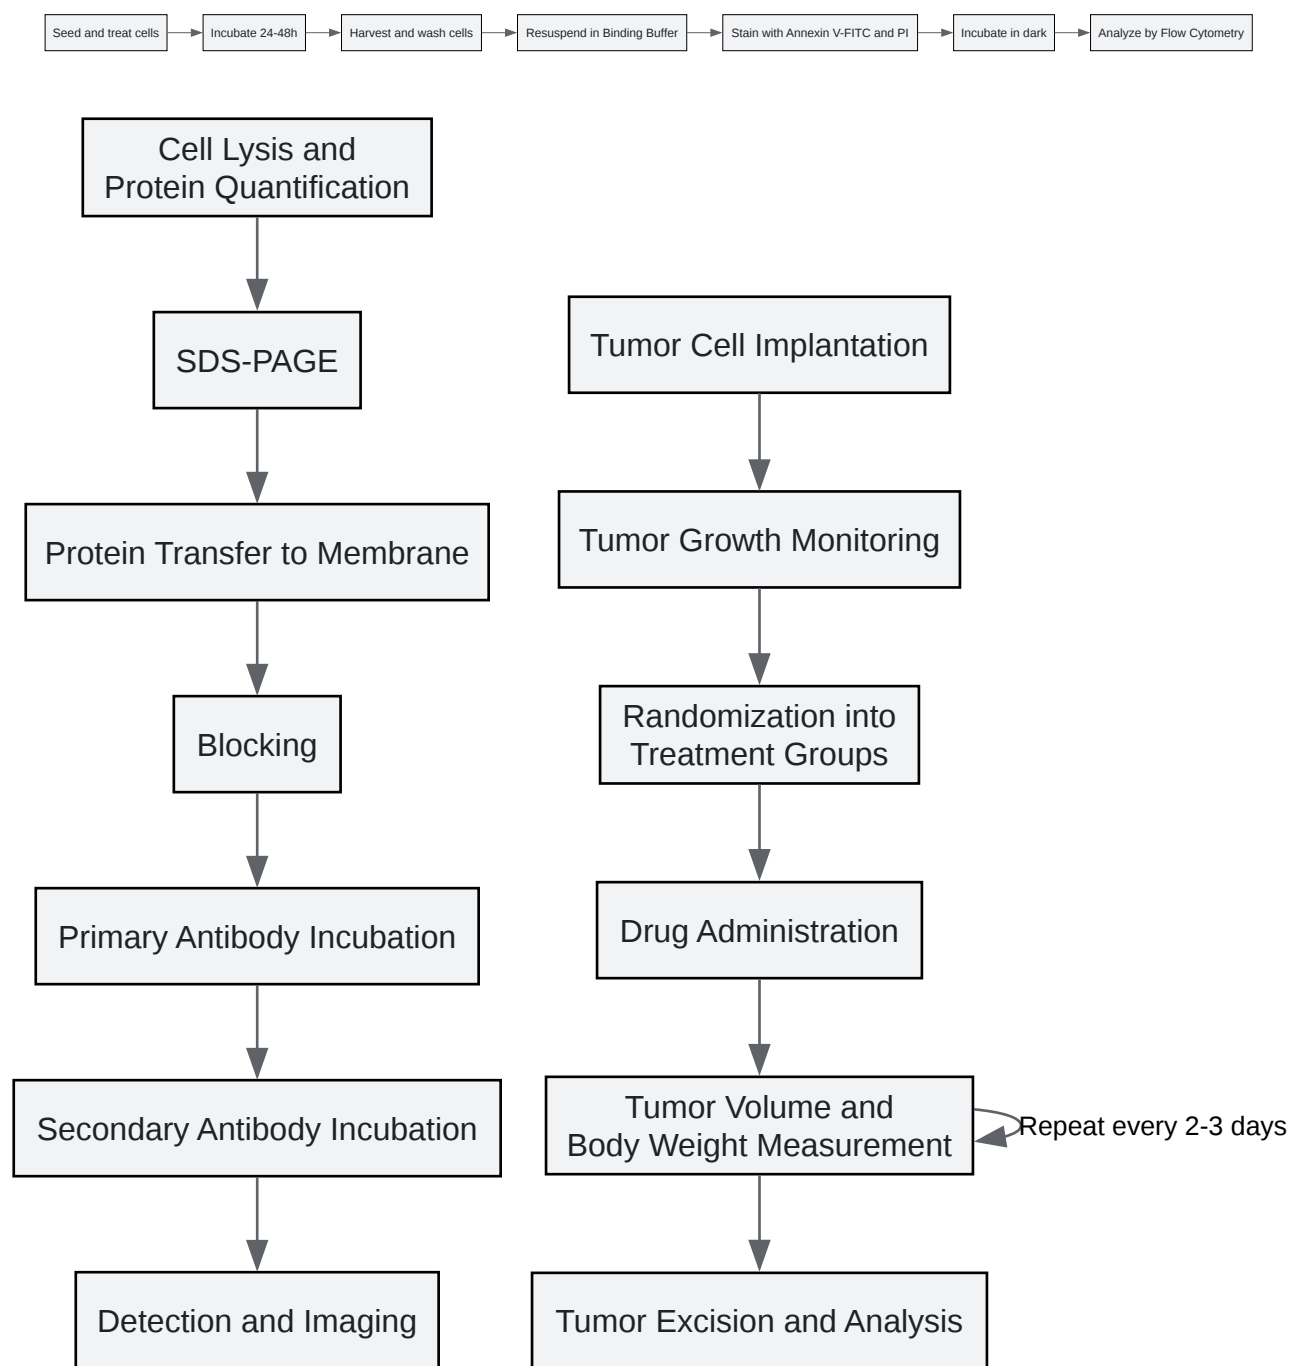 Seed and treat cells
Incubate 24-48h
Harvest and wash cells
Resuspend in Binding Buffer
Stain with Annexin V-FITC and PI
Incubate in dark
Analyze by Flow Cytometry
Cell Lysis and
Protein Quantification
SDS-PAGE
Protein Transfer to Membrane
Blocking
Primary Antibody Incubation
Secondary Antibody Incubation
Detection and Imaging
Tumor Cell Implantation
Tumor Growth Monitoring
Randomization into
Treatment Groups
Drug Administration
Tumor Volume and
Body Weight Measurement
Repeat every 2-3 days
Tumor Excision and Analysis